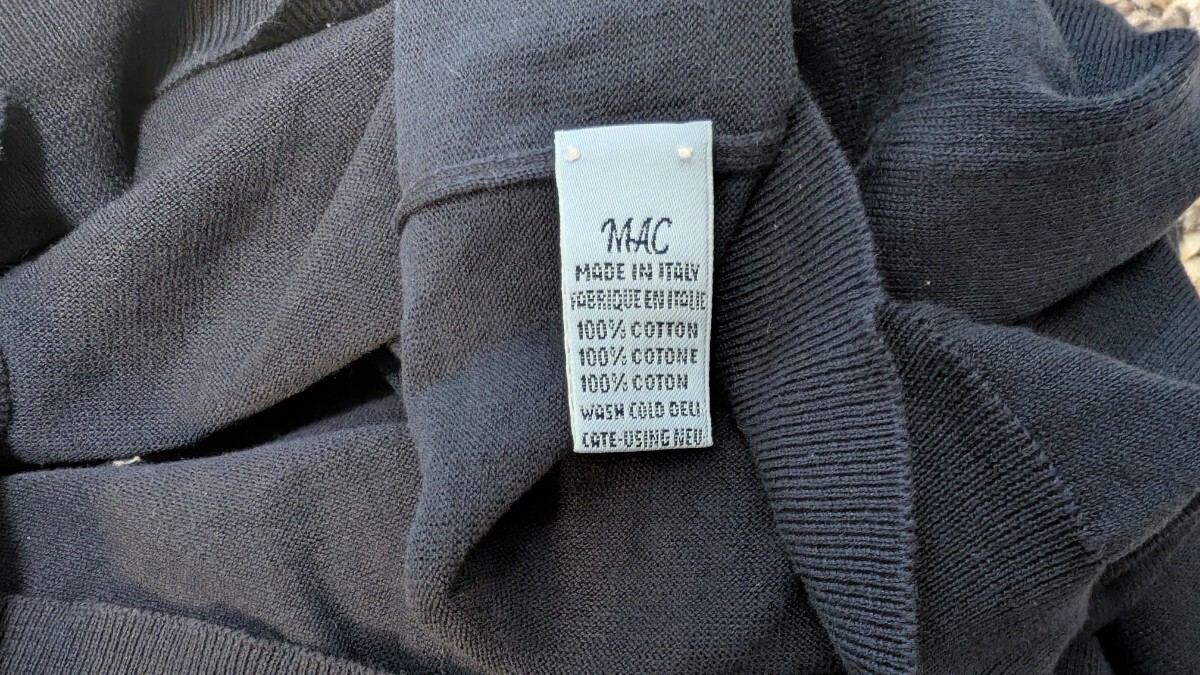 MAC
MADE IN ITALY
FABRIQUE EN ITALIE
100% COTTON
100% COTONE
100% COTON
WASH COLD DELI
CATE-USING NEU